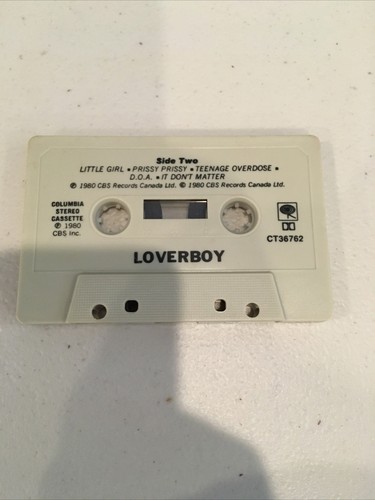 Side Two
LITTLE GIRL • PRISSY PRISSY • TEENAGE OVERDOSE •
D.O.A. • IT DON'T MATTER
℗ 1980 CBS Records Canada Ltd. © 1980 CBS Records Canada Ltd.
COLUMBIA
STEREO
CASSETTE
℗ 1980
CBS Inc.
CT36762
LOVERBOY